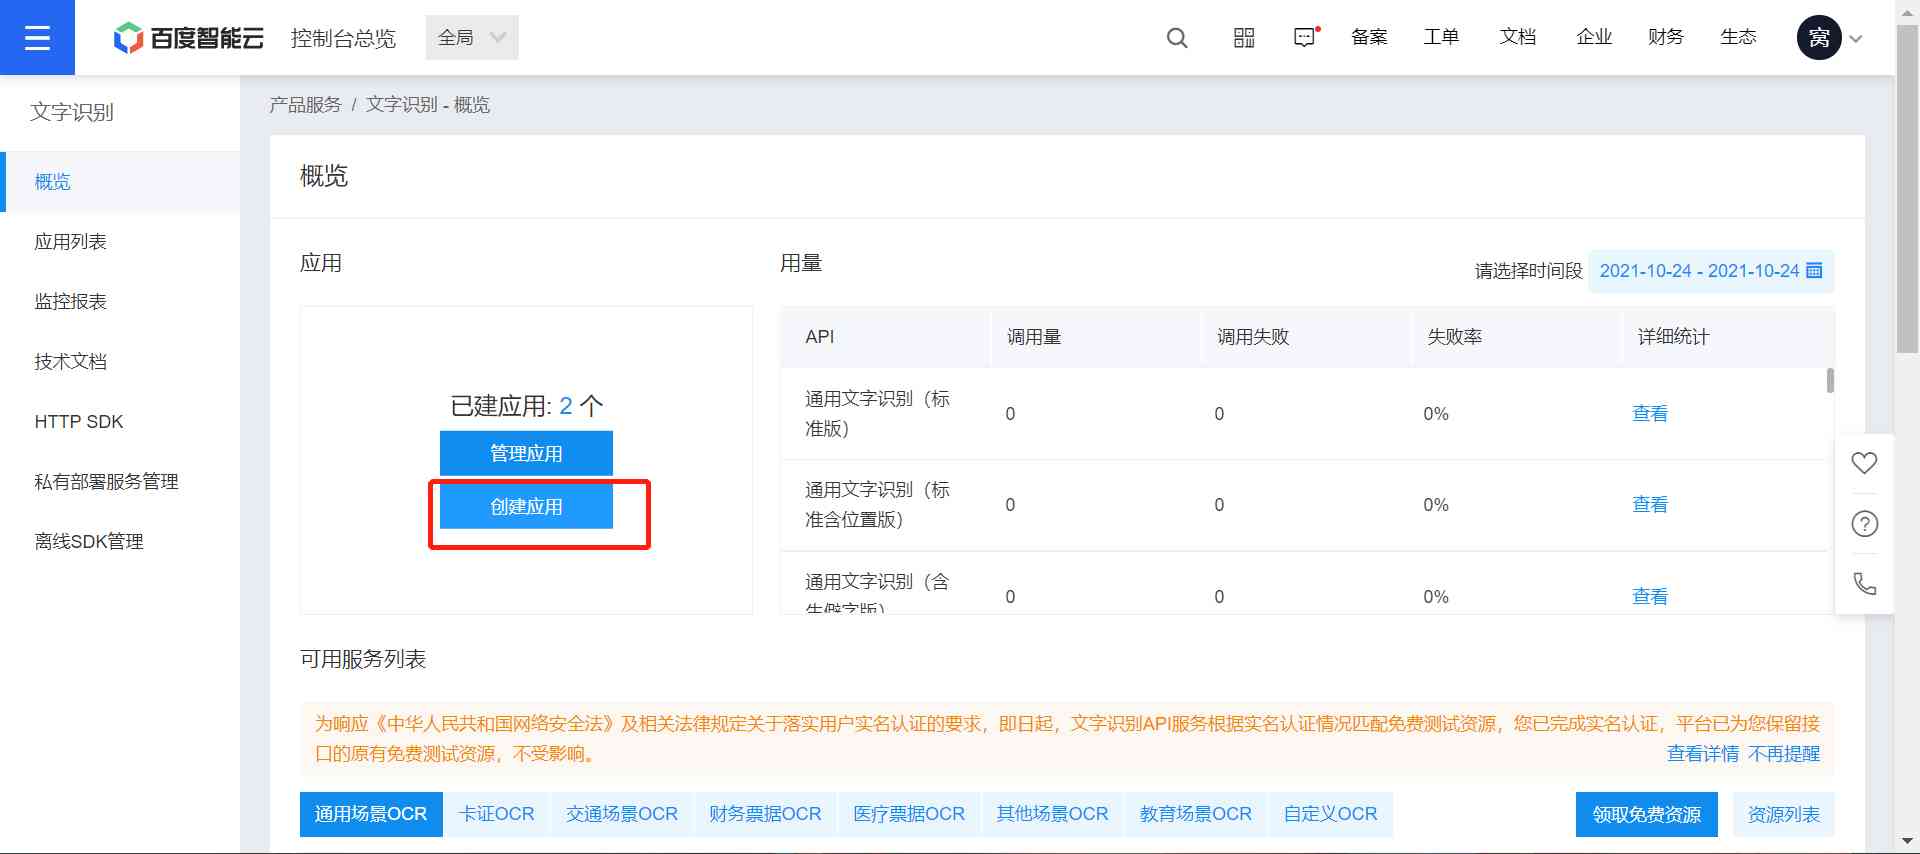 百度智能云
控制台总览
全局
备案
工单
文档
企业
财务
生态
窝
文字识别
概览
应用列表
监控报表
技术文档
HTTP SDK
私有部署服务管理
离线SDK管理
产品服务 / 文字识别 - 概览
概览
应用
已建应用: 2 个
管理应用
创建应用
用量
请选择时间段 2021-10-24 - 2021-10-24
API 调用量 调用失败 失败率 详细统计
通用文字识别（标
准版） 0 0 0% 查看
通用文字识别（标
准含位置版） 0 0 0% 查看
通用文字识别（含
生僻字版） 0 0 0% 查看
可用服务列表
为响应《中华人民共和国网络安全法》及相关法律规定关于落实用户实名认证的要求，即日起，文字识别API服务根据实名认证情况匹配免费测试资源，您已完成实名认证，平台已为您保留接
口的原有免费测试资源，不受影响。 查看详情 不再提醒
通用场景OCR 卡证OCR 交通场景OCR 财务票据OCR 医疗票据OCR 其他场景OCR 教育场景OCR 自定义OCR 领取免费资源 资源列表